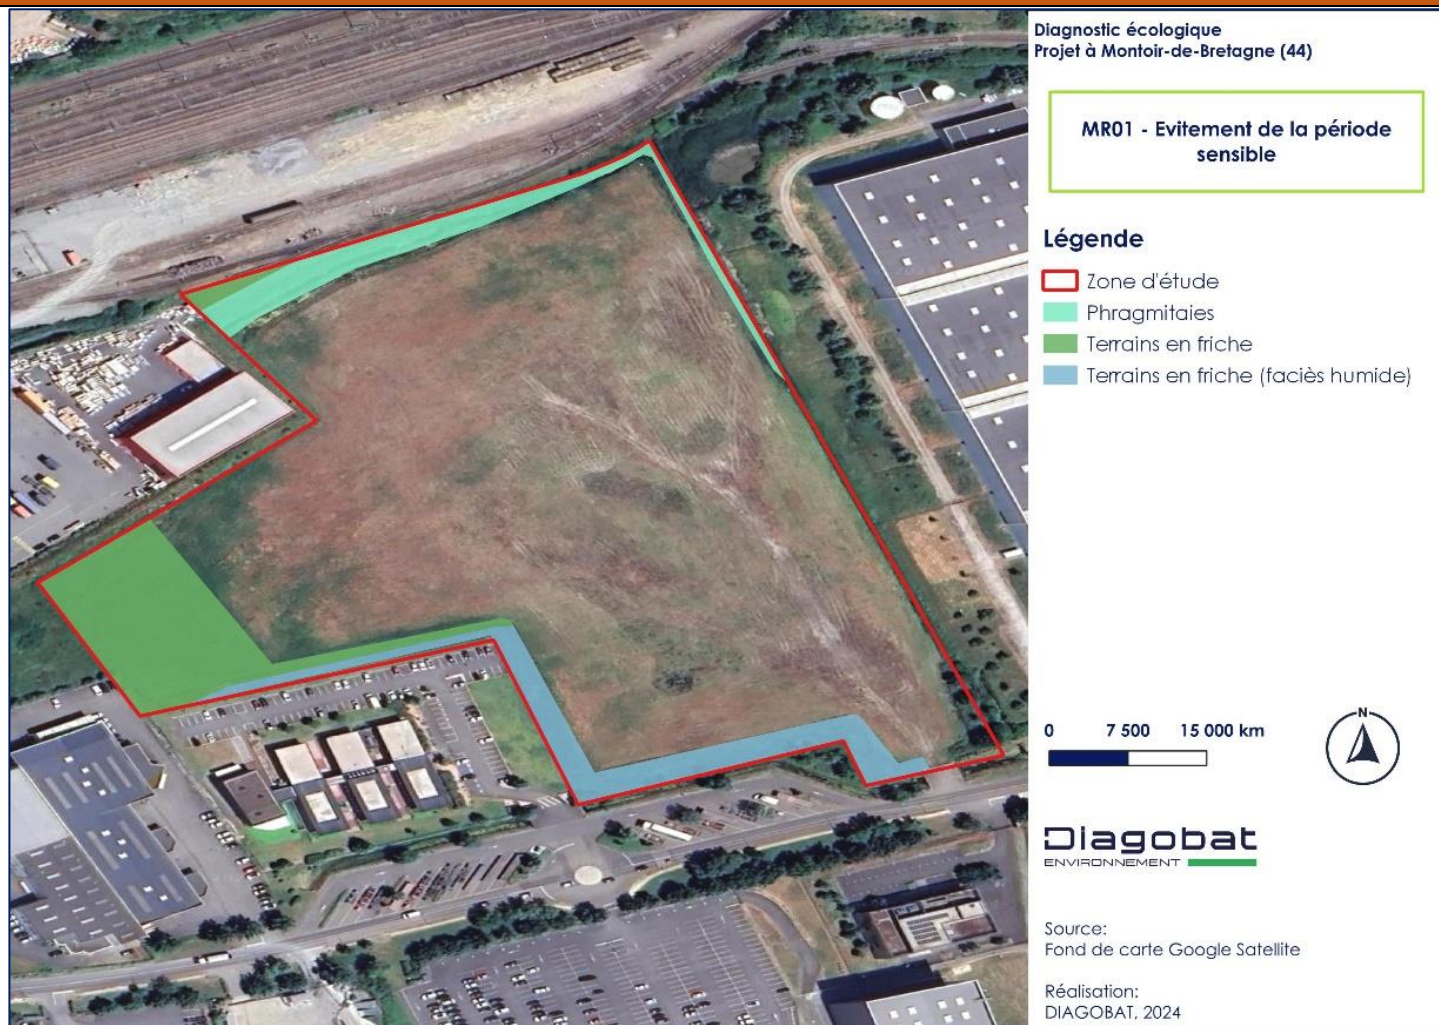 Diagnostic écologique
Projet à Montoir-de-Bretagne (44)
MR01 - Evitement de la période
sensible
Légende
Zone d'étude
Phragmitaies
Terrains en friche
Terrains en friche (faciès humide)
0 7 500 15 000 km
N
Diagobat
ENVIRONNEMENT
Source:
Fond de carte Google Satellite
Réalisation:
DIAGOBAT, 2024